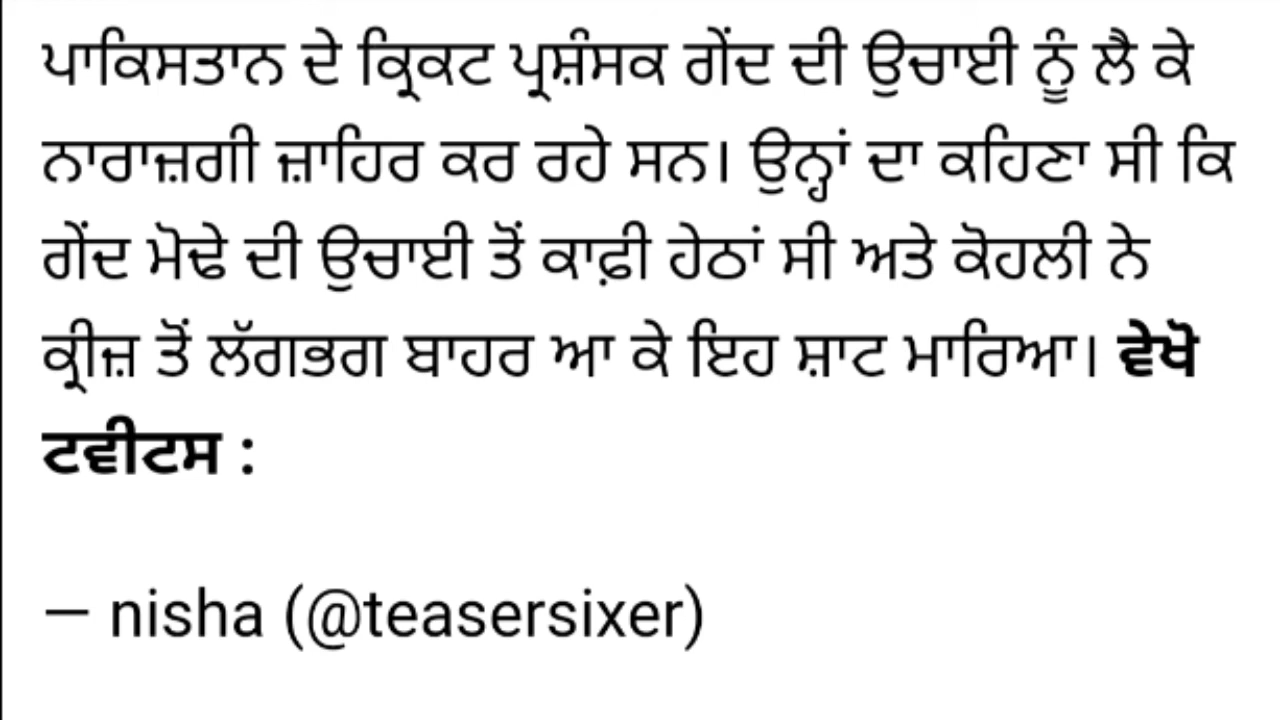 ਪਾਕਿਸਤਾਨ ਦੇ ਕ੍ਰਿਕਟ ਪ੍ਰਸ਼ੰਸਕ ਗੇਂਦ ਦੀ ਉਚਾਈ ਨੂੰ ਲੈ ਕੇ
ਨਾਰਾਜ਼ਗੀ ਜ਼ਾਹਿਰ ਕਰ ਰਹੇ ਸਨ। ਉਨ੍ਹਾਂ ਦਾ ਕਹਿਣਾ ਸੀ ਕਿ
ਗੇਂਦ ਮੋਢੇ ਦੀ ਉਚਾਈ ਤੋਂ ਕਾਫ਼ੀ ਹੇਠਾਂ ਸੀ ਅਤੇ ਕੋਹਲੀ ਨੇ
ਕ੍ਰੀਜ਼ ਤੋਂ ਲੱਗਭਗ ਬਾਹਰ ਆ ਕੇ ਇਹ ਸ਼ਾਟ ਮਾਰਿਆ। ਵੇਖੋ
ਟਵੀਟਸ :
— nisha (@teasersixer)